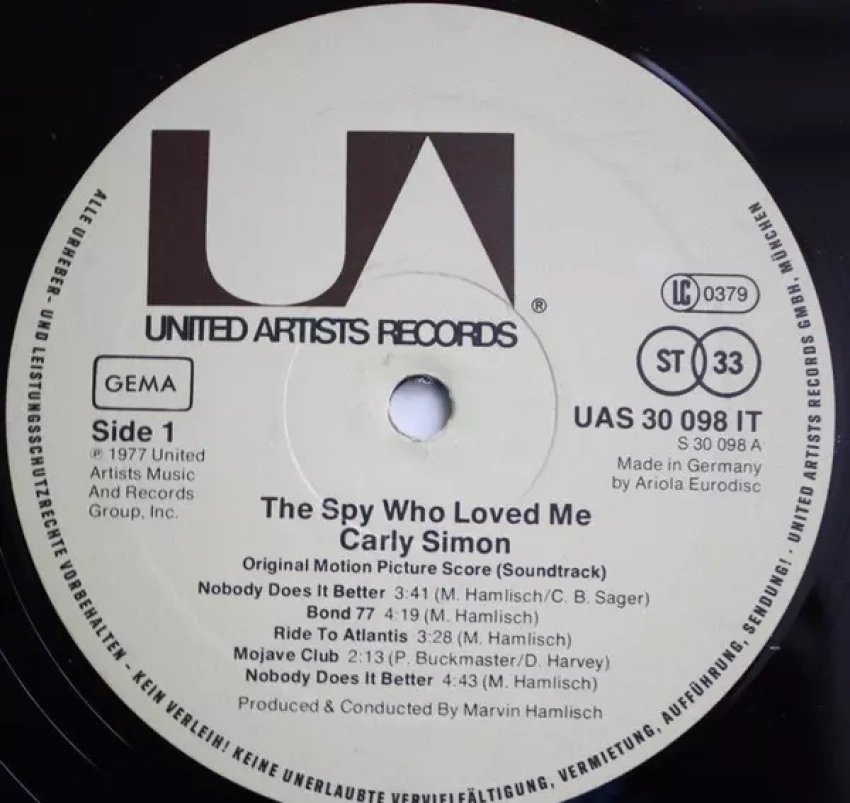 UA
®
UNITED ARTISTS RECORDS
LC 0379
ST 33
GEMA
UAS 30 098 IT
S 30 098 A
Made in Germany
by Ariola Eurodisc
Side 1
℗ 1977 United
Artists Music
And Records
Group, Inc.
The Spy Who Loved Me
Carly Simon
Original Motion Picture Score (Soundtrack)
Nobody Does It Better 3:41 (M. Hamlisch/C. B. Sager)
Bond 77 4:19 (M. Hamlisch)
Ride To Atlantis 3:28 (M. Hamlisch)
Mojave Club 2:13 (P. Buckmaster/D. Harvey)
Nobody Does It Better 4:43 (M. Hamlisch)
Produced & Conducted By Marvin Hamlisch
ALLE URHEBER- UND LEISTUNGSSCHUTZRECHTE VORBEHALTEN - KEIN VERLEIH! KEINE UNERLAUBTE VERVIELFÄLTIGUNG, VERMIETUNG, AUFFÜHRUNG, SENDUNG! · UNITED ARTISTS RECORDS GMBH, MÜNCHEN